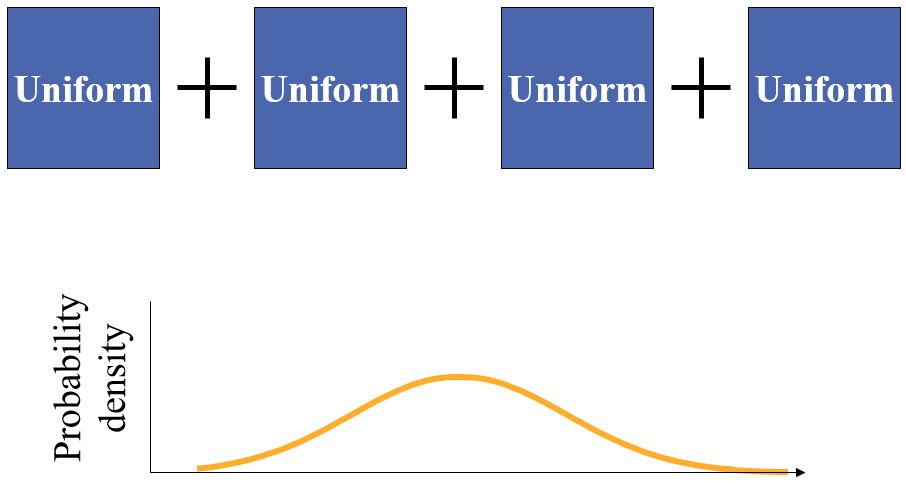 Uniform + Uniform + Uniform + Uniform
Probability
density